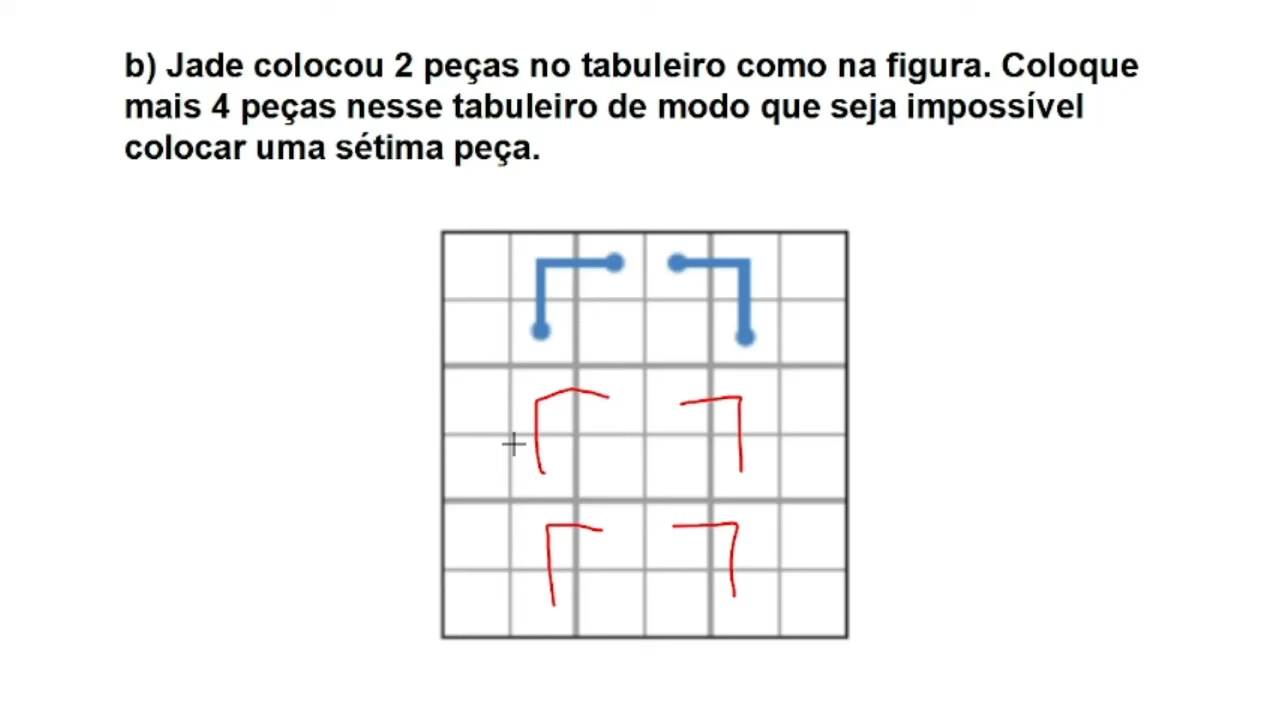 b) Jade colocou 2 peças no tabuleiro como na figura. Coloque
mais 4 peças nesse tabuleiro de modo que seja impossível
colocar uma sétima peça.